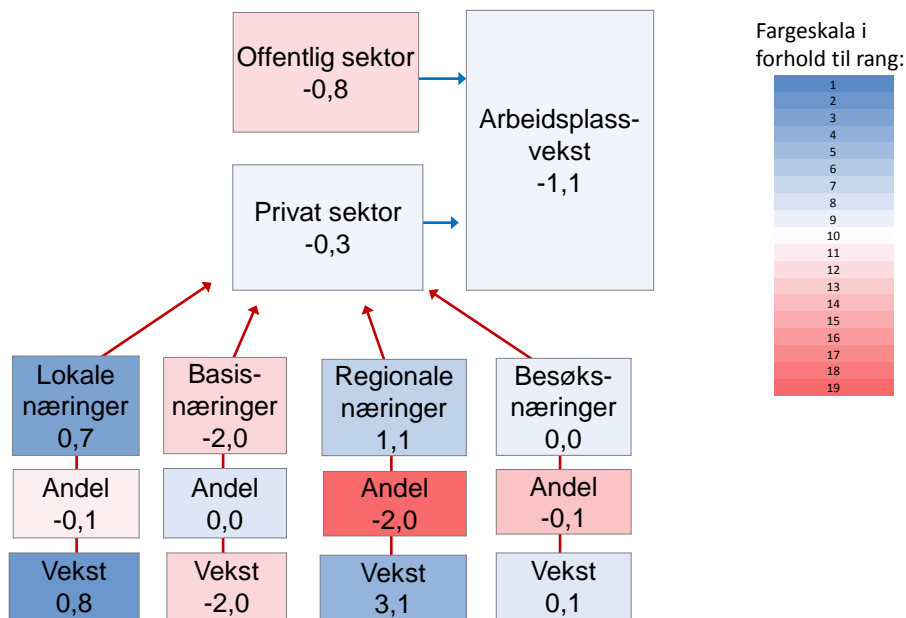 Offentlig sektor
-0,8
Arbeidsplass-
vekst
-1,1
Privat sektor
-0,3
Fargeskala i
forhold til rang:
1
2
3
4
5
6
7
8
9
10
11
12
13
14
15
16
17
18
19
Lokale
næringer
0,7
Basis-
næringer
-2,0
Regionale
næringer
1,1
Besøks-
næringer
0,0
Andel
-0,1
Andel
0,0
Andel
-2,0
Andel
-0,1
Vekst
0,8
Vekst
-2,0
Vekst
3,1
Vekst
0,1